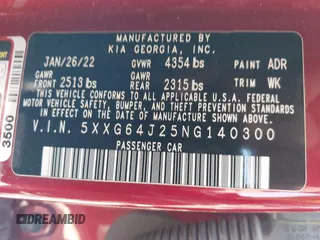 MANUFACTURED BY
KIA GEORGIA, INC.
JAN/26/22 GVWR 4354 lbs PAINT ADR
GAWR FRT 2513 lbs GAWR RR 2315 lbs TRIM WK
THIS VEHICLE CONFORMS TO ALL APPLICABLE U.S.A. FEDERAL MOTOR
VEHICLE SAFETY, BUMPER, AND THEFT PREVENTION STANDARDS IN
EFFECT ON THE DATE OF MANUFACTURE SHOWN ABOVE.
V.I.N. 5XXG64J25NG140300
PASSENGER CAR
3500
© DREAMBID